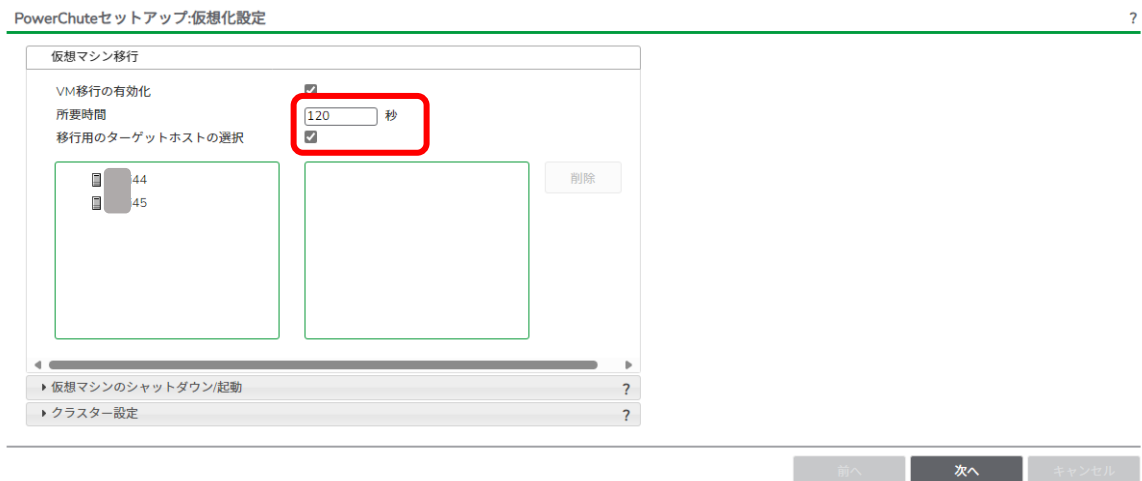 PowerChuteセットアップ:仮想化設定 ?
仮想マシン移行
VM移行の有効化
所要時間 120 秒
移行用のターゲットホストの選択
44
45
削除
仮想マシンのシャットダウン/起動 ?
クラスター設定 ?
前へ 次へ キャンセル